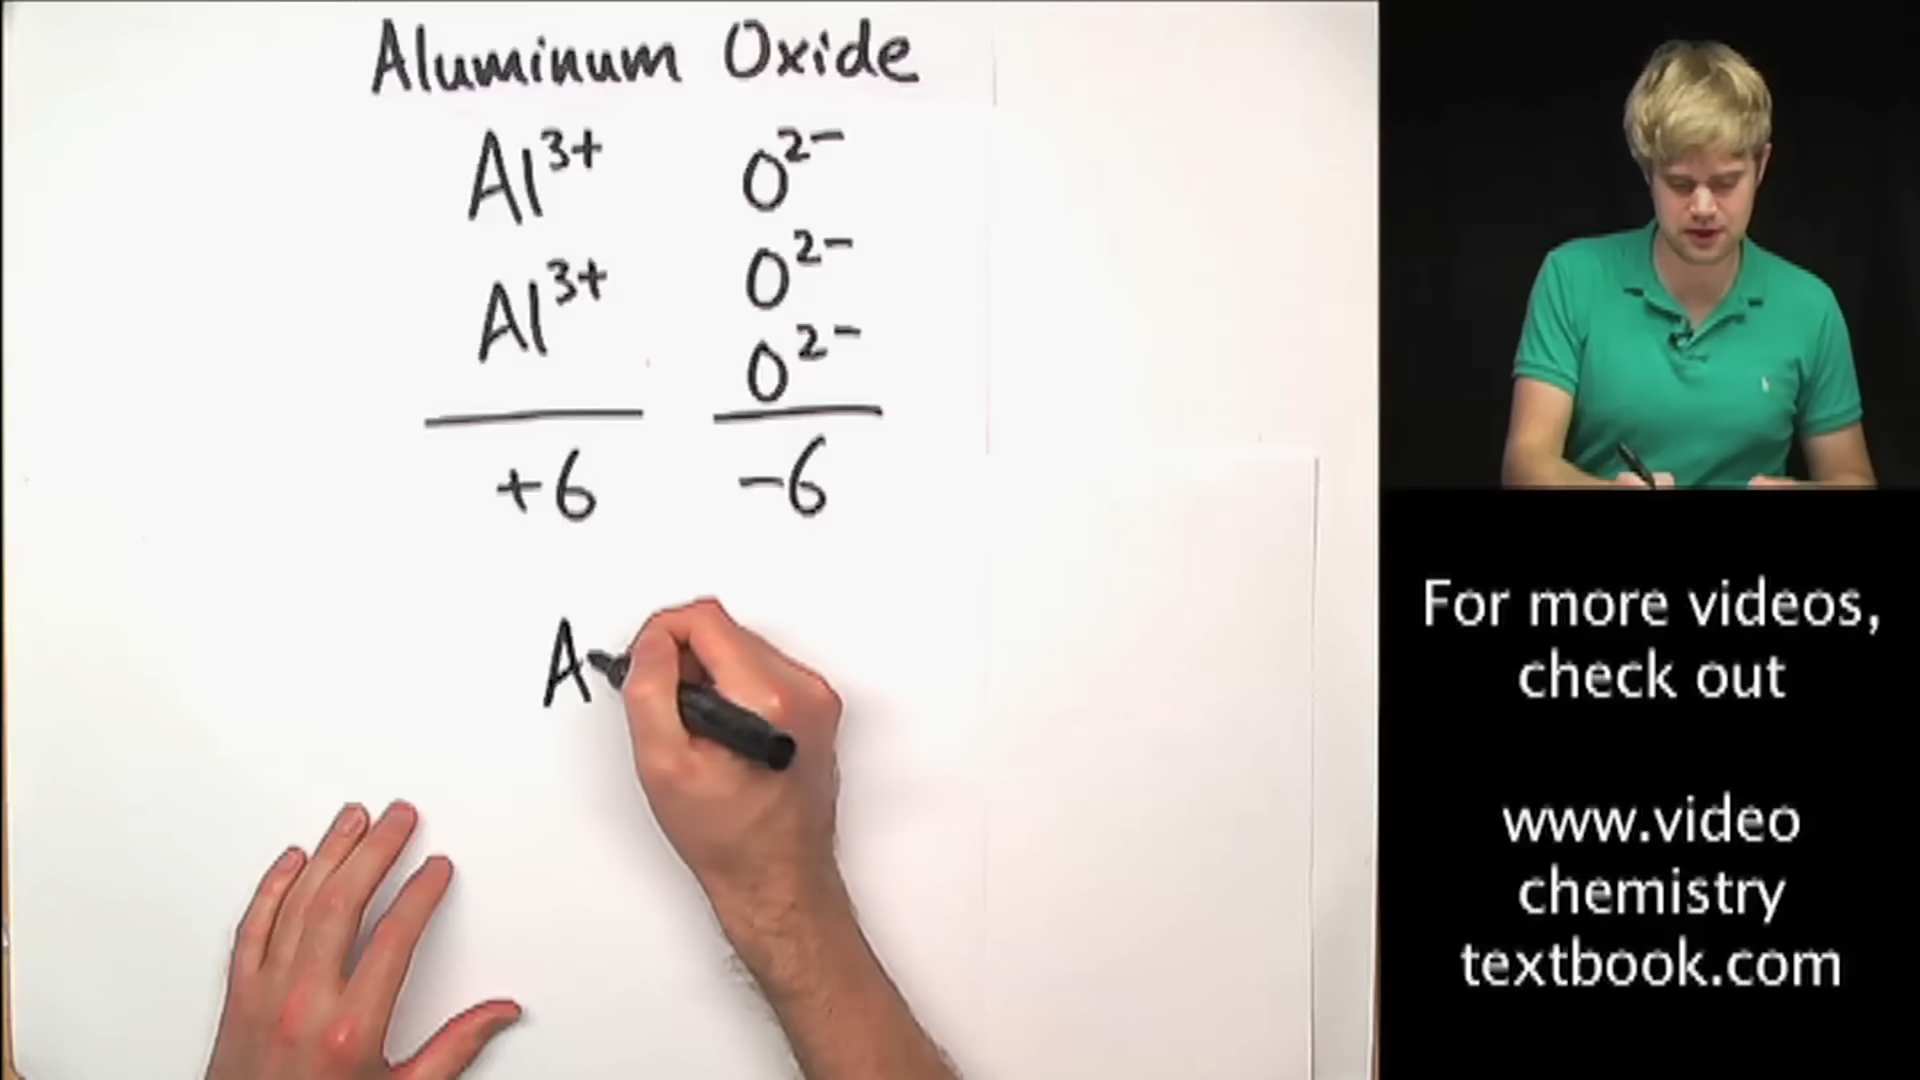 Aluminum Oxide
Al³⁺ O²⁻
Al³⁺ O²⁻
O²⁻
+6 -6
A
For more videos,
check out
www.video
chemistry
textbook.com